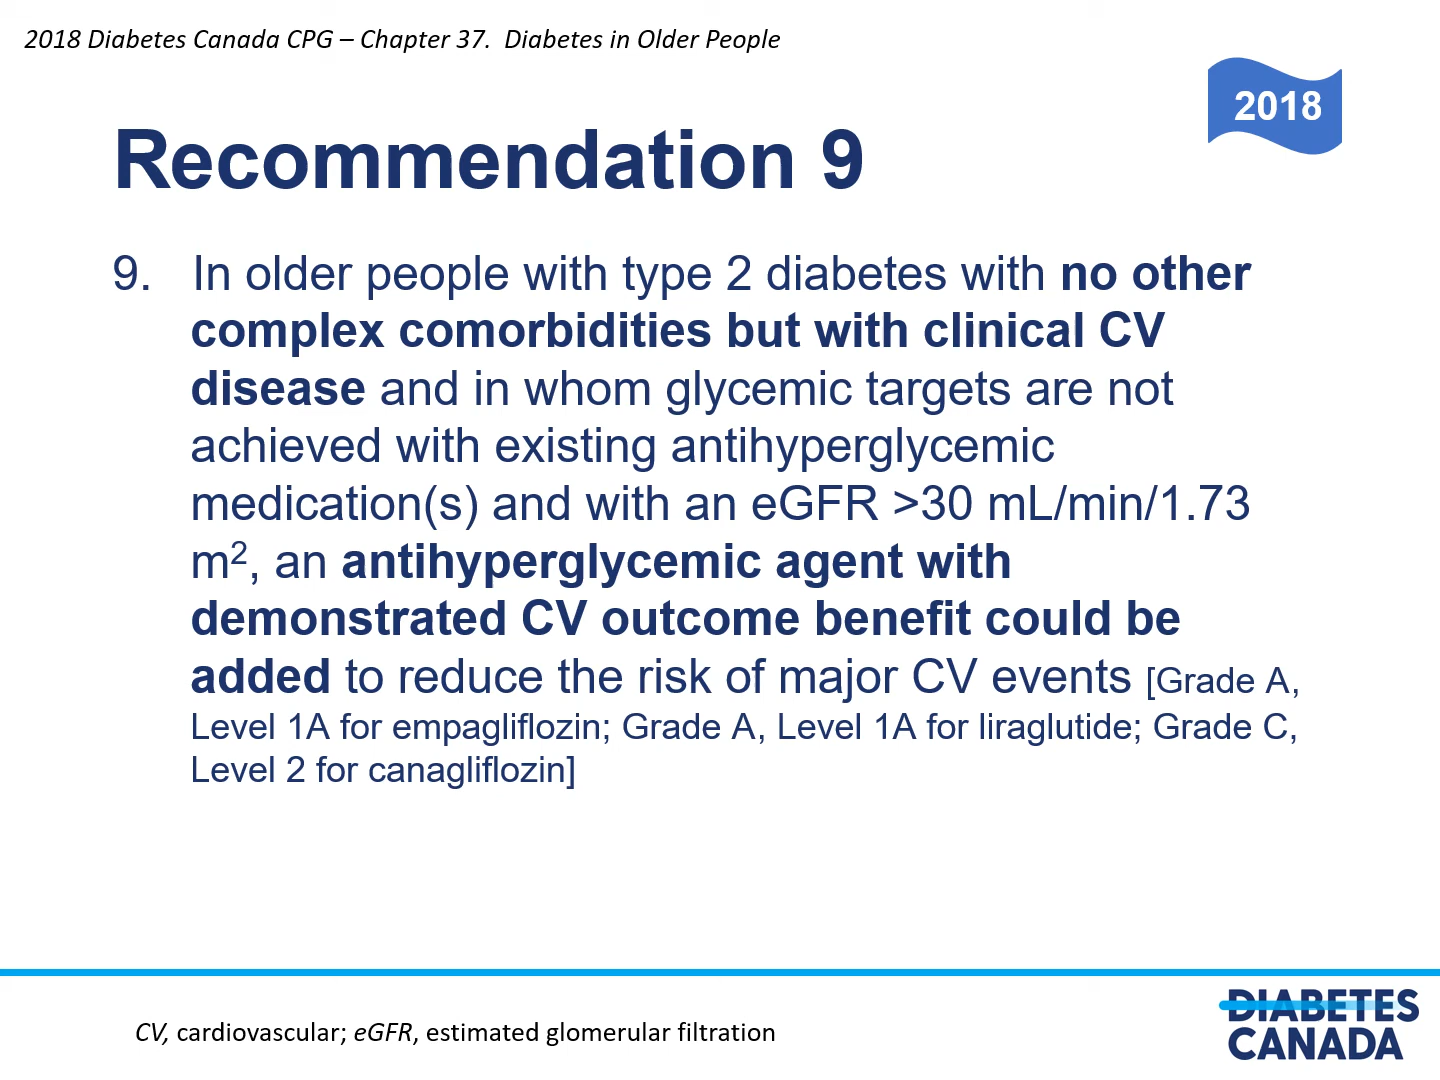 2018 Diabetes Canada CPG – Chapter 37.  Diabetes in Older People
2018
Recommendation 9
9. In older people with type 2 diabetes with no other
complex comorbidities but with clinical CV
disease and in whom glycemic targets are not
achieved with existing antihyperglycemic
medication(s) and with an eGFR >30 mL/min/1.73
m², an antihyperglycemic agent with
demonstrated CV outcome benefit could be
added to reduce the risk of major CV events [Grade A,
Level 1A for empagliflozin; Grade A, Level 1A for liraglutide; Grade C,
Level 2 for canagliflozin]
CV, cardiovascular; eGFR, estimated glomerular filtration
DIABETES
CANADA